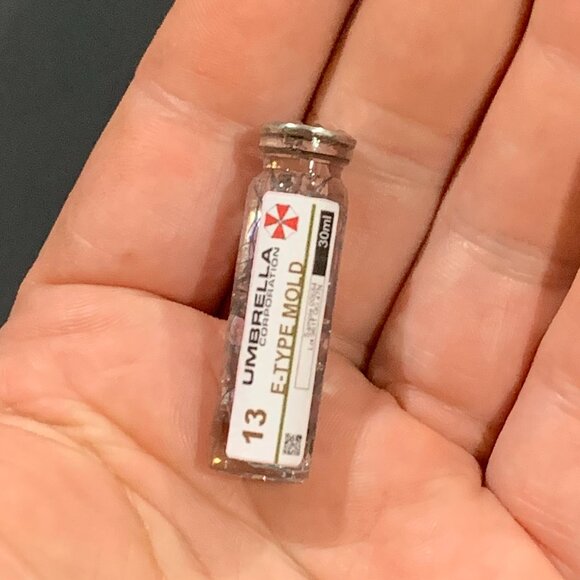 UMBRELLA
CORPORATION
13 E-TYPE MOLD
30ml